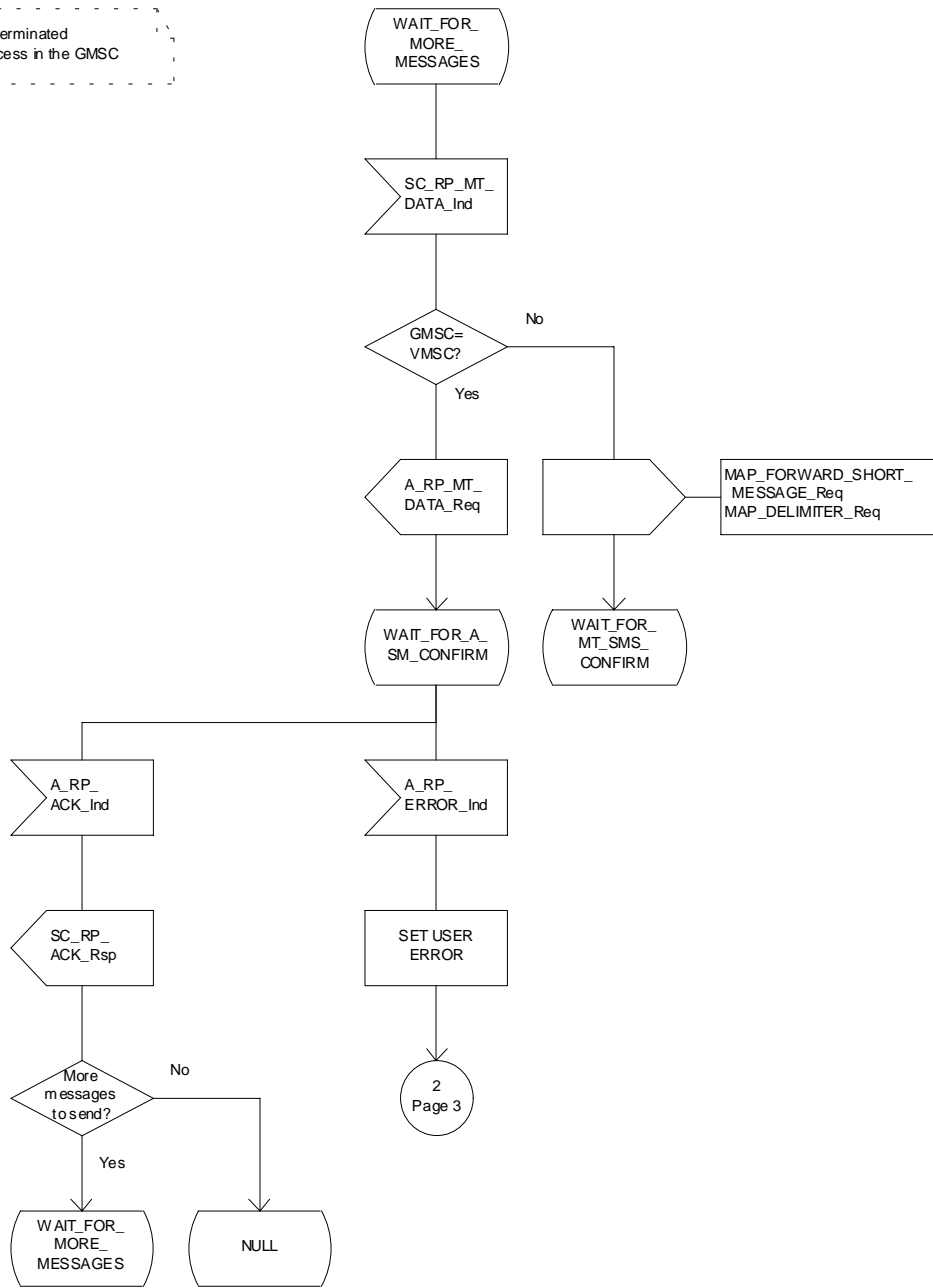 erminated
cess in the GMSC
WAIT_FOR_
MORE_
MESSAGES
SC_RP_MT_
DATA_Ind
GMSC=
VMSC?
No
Yes
A_RP_MT_
DATA_Req
MAP_FORWARD_SHORT_
MESSAGE_Req
MAP_DELIMITER_Req
WAIT_FOR_A_
SM_CONFIRM
WAIT_FOR_
MT_SMS_
CONFIRM
A_RP_
ACK_Ind
A_RP_
ERROR_Ind
SC_RP_
ACK_Rsp
SET USER
ERROR
More
messages
to send?
No
Yes
2
Page 3
WAIT_FOR_
MORE_
MESSAGES
NULL